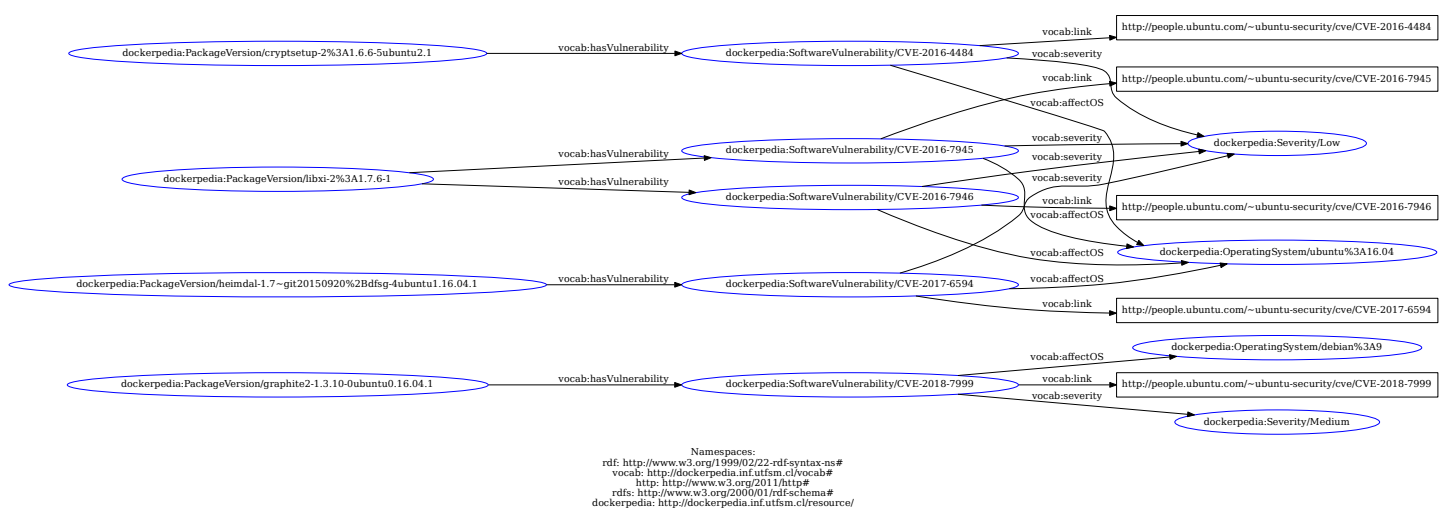 http://people.ubuntu.com/~ubuntu-security/cve/CVE-2016-4484
vocab:link
dockerpedia:PackageVersion/cryptsetup-2%3A1.6.6-5ubuntu2.1
vocab:hasVulnerability
dockerpedia:SoftwareVulnerability/CVE-2016-4484
vocab:severity
vocab:link
http://people.ubuntu.com/~ubuntu-security/cve/CVE-2016-7945
vocab:affectOS
vocab:severity
dockerpedia:Severity/Low
vocab:hasVulnerability
dockerpedia:SoftwareVulnerability/CVE-2016-7945
vocab:severity
dockerpedia:PackageVersion/libxi-2%3A1.7.6-1
vocab:hasVulnerability
vocab:severity
dockerpedia:SoftwareVulnerability/CVE-2016-7946
vocab:link
http://people.ubuntu.com/~ubuntu-security/cve/CVE-2016-7946
vocab:affectOS
vocab:affectOS
dockerpedia:OperatingSystem/ubuntu%3A16.04
dockerpedia:PackageVersion/heimdal-1.7~git20150920%2Bdfsg-4ubuntu1.16.04.1
vocab:hasVulnerability
dockerpedia:SoftwareVulnerability/CVE-2017-6594
vocab:affectOS
vocab:link
http://people.ubuntu.com/~ubuntu-security/cve/CVE-2017-6594
dockerpedia:OperatingSystem/debian%3A9
vocab:affectOS
dockerpedia:PackageVersion/graphite2-1.3.10-0ubuntu0.16.04.1
vocab:hasVulnerability
dockerpedia:SoftwareVulnerability/CVE-2018-7999
vocab:link
http://people.ubuntu.com/~ubuntu-security/cve/CVE-2018-7999
vocab:severity
dockerpedia:Severity/Medium
Namespaces:
rdf: http://www.w3.org/1999/02/22-rdf-syntax-ns#
vocab: http://dockerpedia.inf.utfsm.cl/vocab#
http: http://www.w3.org/2011/http#
rdfs: http://www.w3.org/2000/01/rdf-schema#
dockerpedia: http://dockerpedia.inf.utfsm.cl/resource/